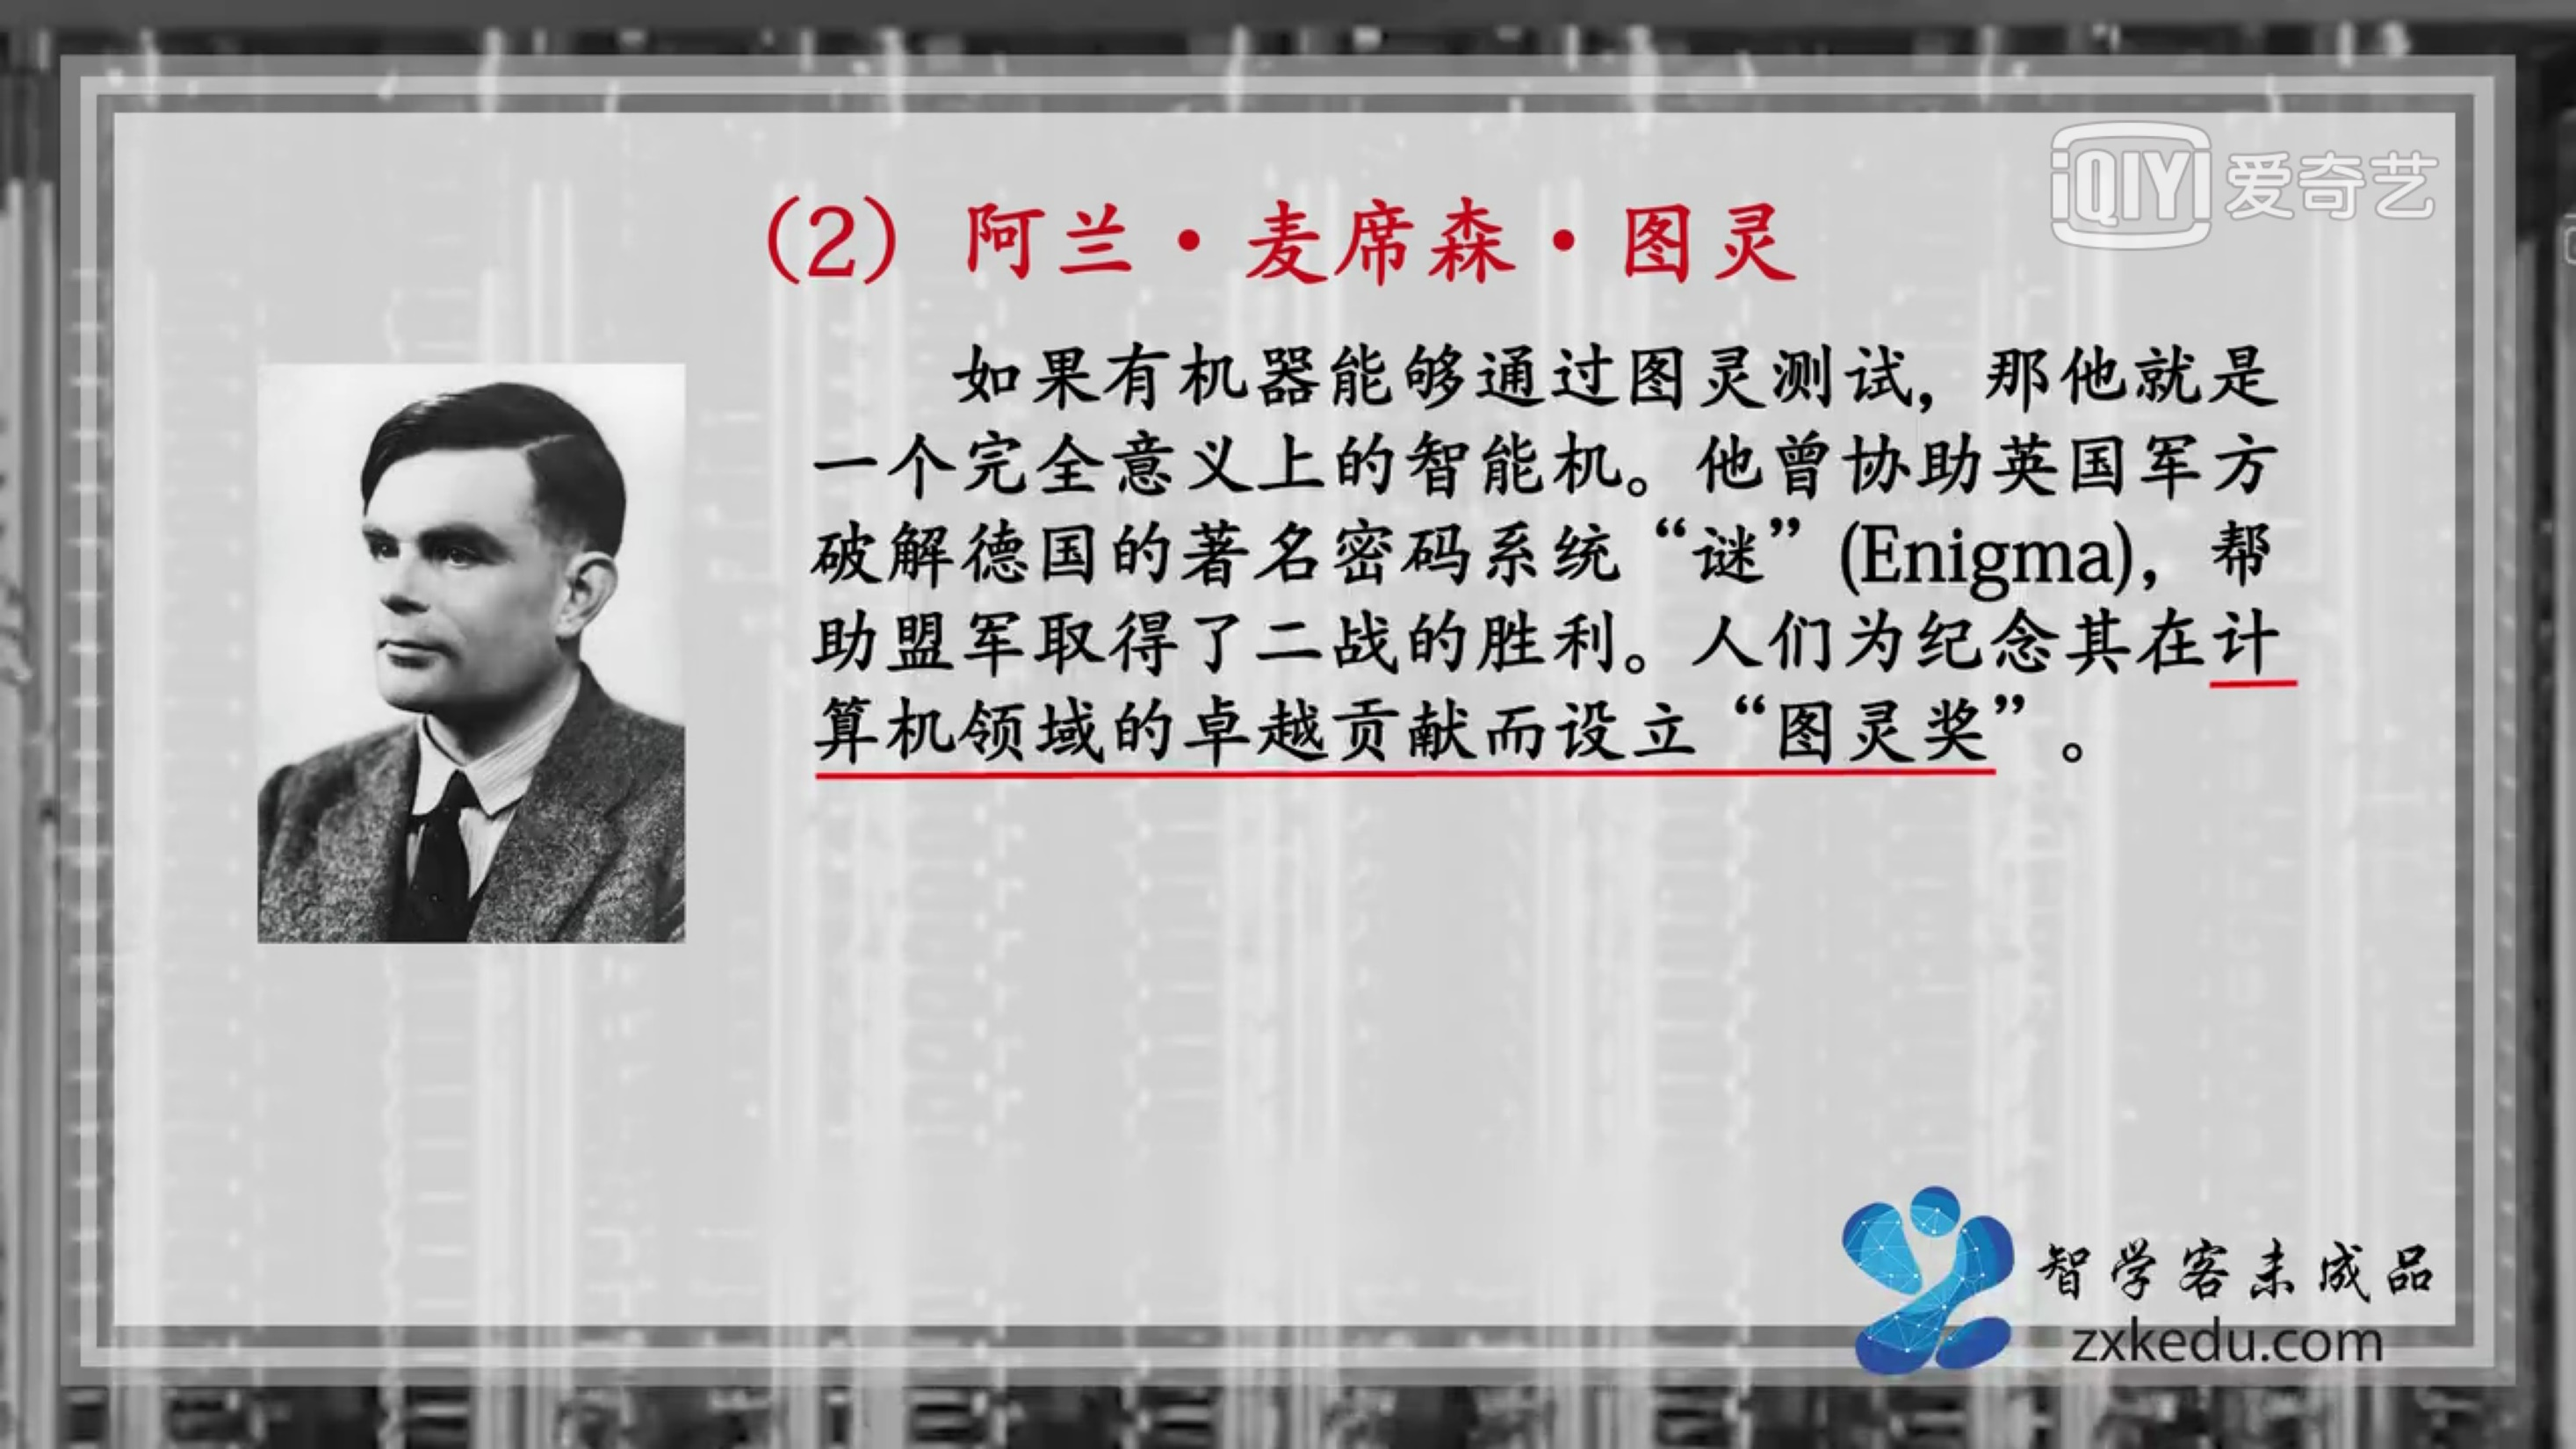 iQIYI 爱奇艺
(2) 阿兰·麦席森·图灵
如果有机器能够通过图灵测试，那他就是
一个完全意义上的智能机。他曾协助英国军方
破解德国的著名密码系统“谜”(Enigma)，帮
助盟军取得了二战的胜利。人们为纪念其在计
算机领域的卓越贡献而设立“图灵奖”。
智学客未成品
zxkedu.com